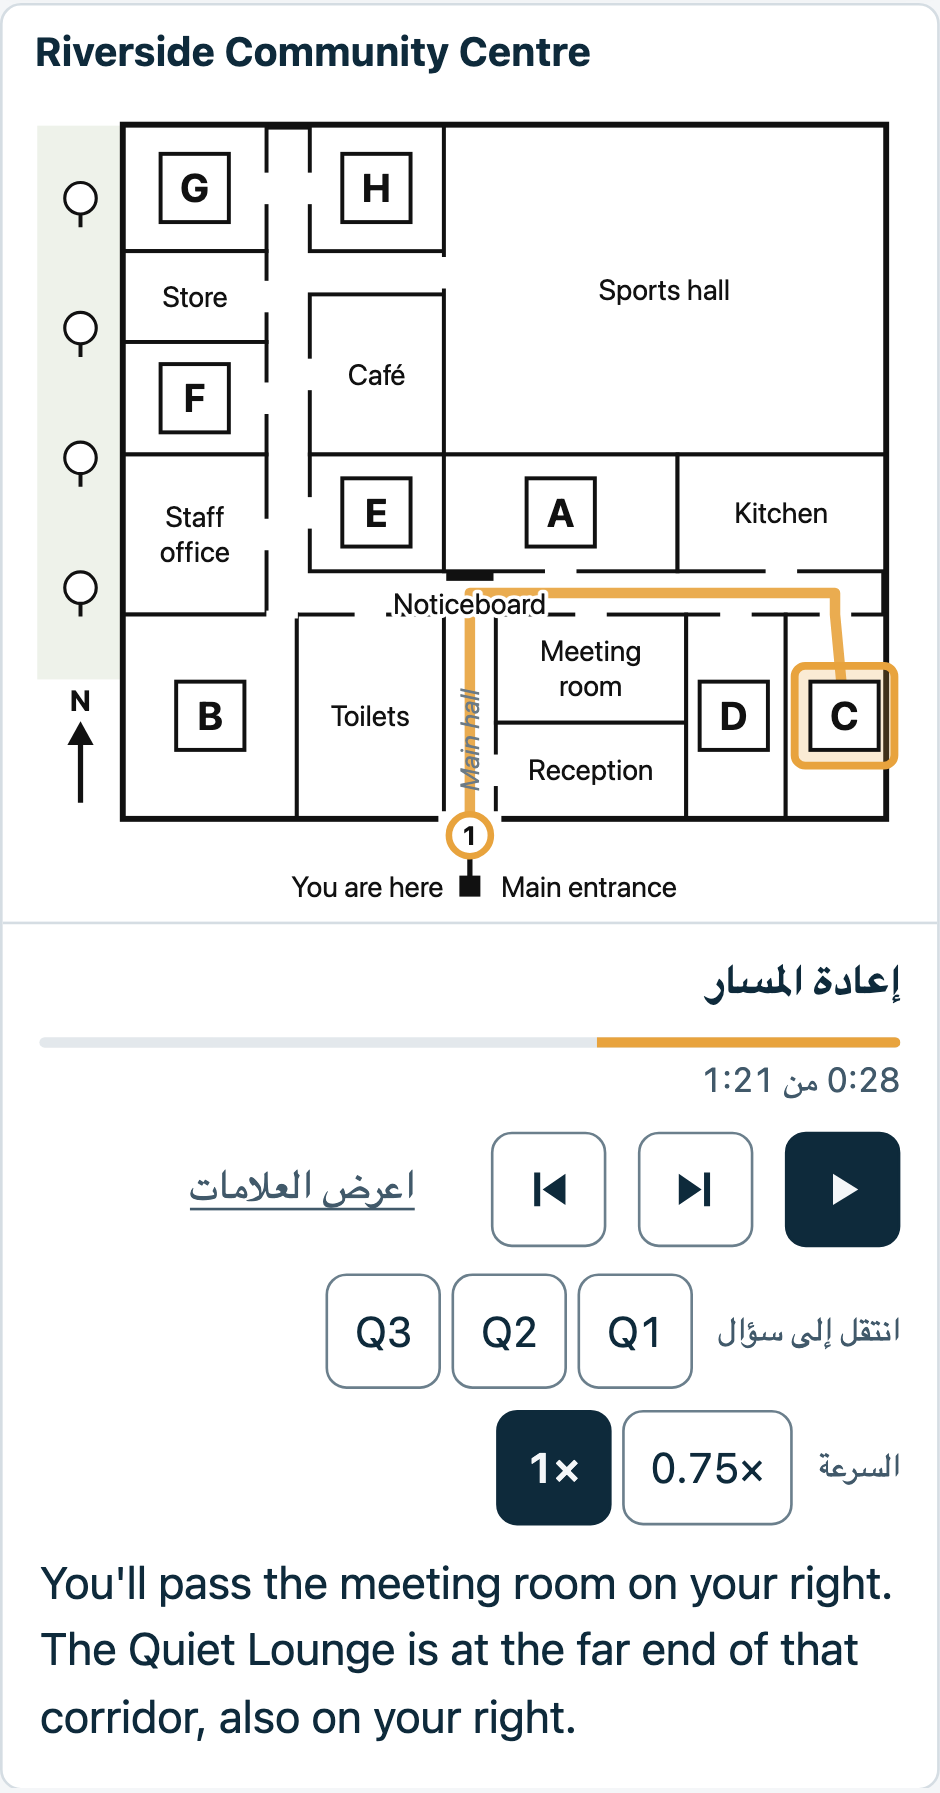 Riverside Community Centre
G
H
Store
Sports hall
F
Café
Staff
office
E
A
Kitchen
Noticeboard
Meeting
room
N
B
Toilets
Main hall
D
C
Reception
1
You are here
Main entrance
إعادة المسار
0:28 من 1:21
اعرض العلامات
انتقل إلى سؤال
Q1
Q2
Q3
السرعة
0.75×
1×
You'll pass the meeting room on your right.
The Quiet Lounge is at the far end of that
corridor, also on your right.